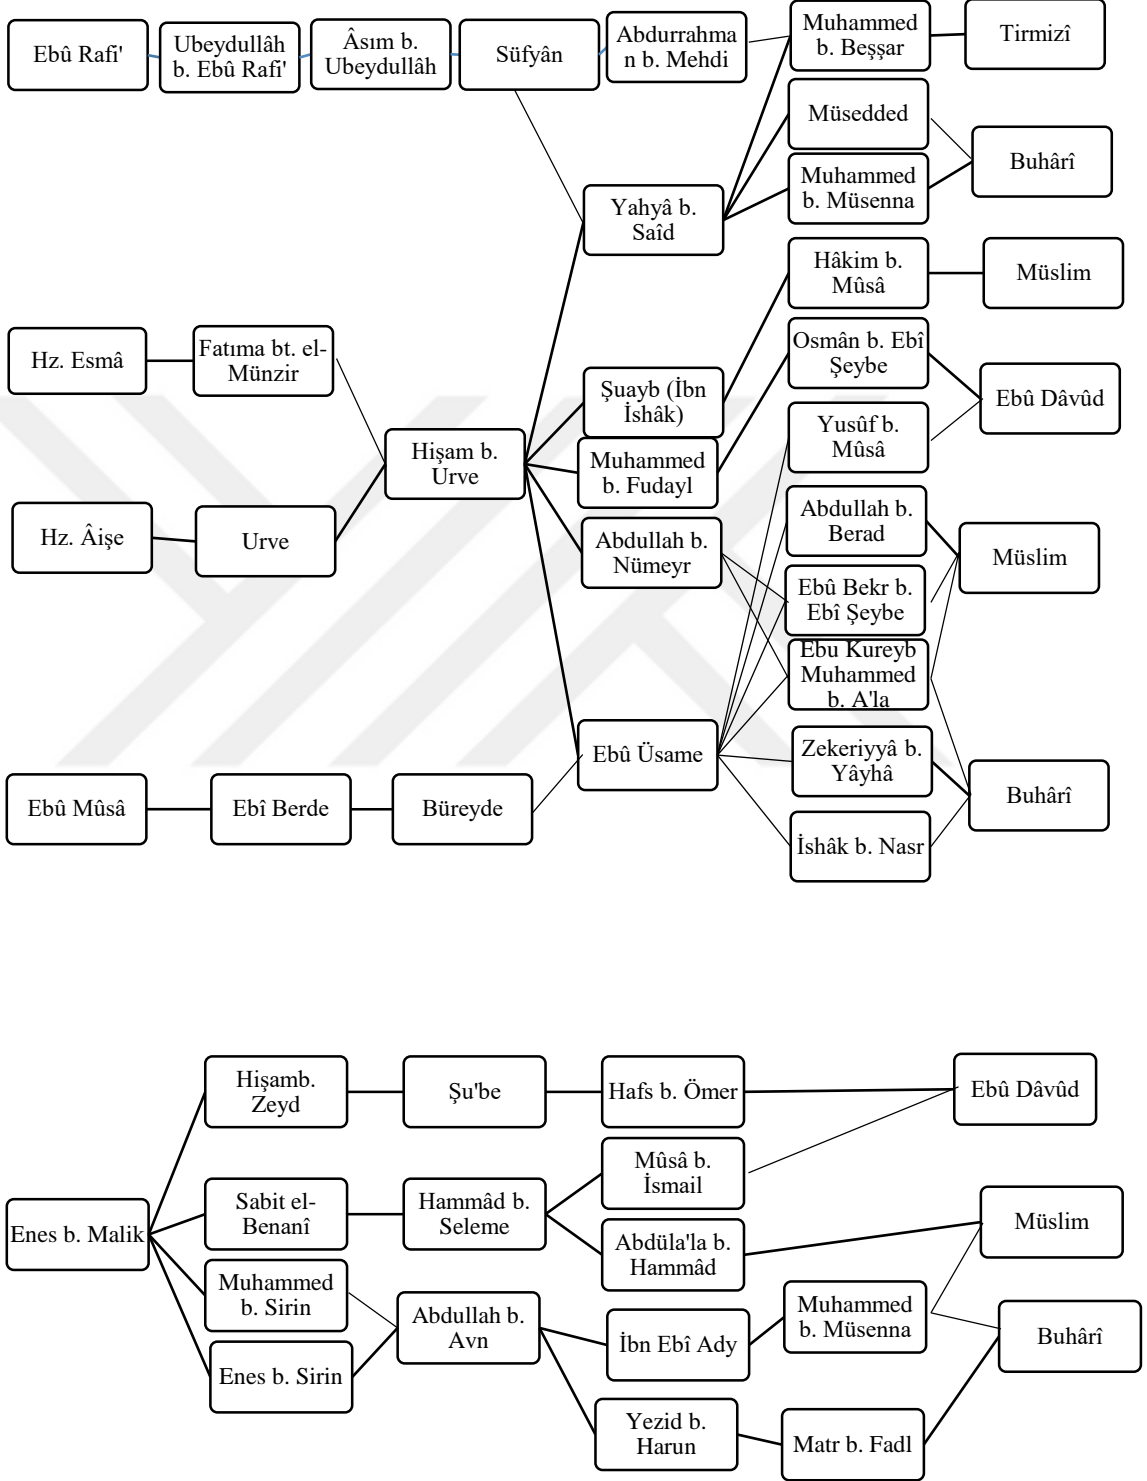 Ebû Rafi'
Ubeydullâh
b. Ebû Rafi'
Âsım b.
Ubeydullâh
Süfyân
Abdurrahma
n b. Mehdi
Muhammed
b. Beşşar
Tirmizî
Müsedded
Buhârî
Muhammed
b. Müsenna
Yahyâ b.
Saîd
Hâkim b.
Mûsâ
Müslim
Hz. Esmâ
Fatıma bt. el-
Münzir
Osmân b. Ebî
Şeybe
Şuayb (İbn
İshâk)
Ebû Dâvûd
Yusûf b.
Mûsâ
Hişam b.
Urve
Muhammed
b. Fudayl
Hz. Âişe
Urve
Abdullah b.
Nümeyr
Abdullah b.
Berad
Müslim
Ebû Bekr b.
Ebî Şeybe
Ebu Kureyb
Muhammed
b. A'la
Ebû Üsame
Zekeriyyâ b.
Yâyhâ
Buhârî
Ebû Mûsâ
Ebî Berde
Büreyde
İshâk b. Nasr
Hişamb.
Zeyd
Şu'be
Hafs b. Ömer
Ebû Dâvûd
Mûsâ b.
İsmail
Enes b. Malik
Sabit el-
Benanî
Hammâd b.
Seleme
Abdüla'la b.
Hammâd
Müslim
Muhammed
b. Sirin
Abdullah b.
Avn
Muhammed
b. Müsenna
İbn Ebî Ady
Buhârî
Enes b. Sirin
Yezid b.
Harun
Matr b. Fadl